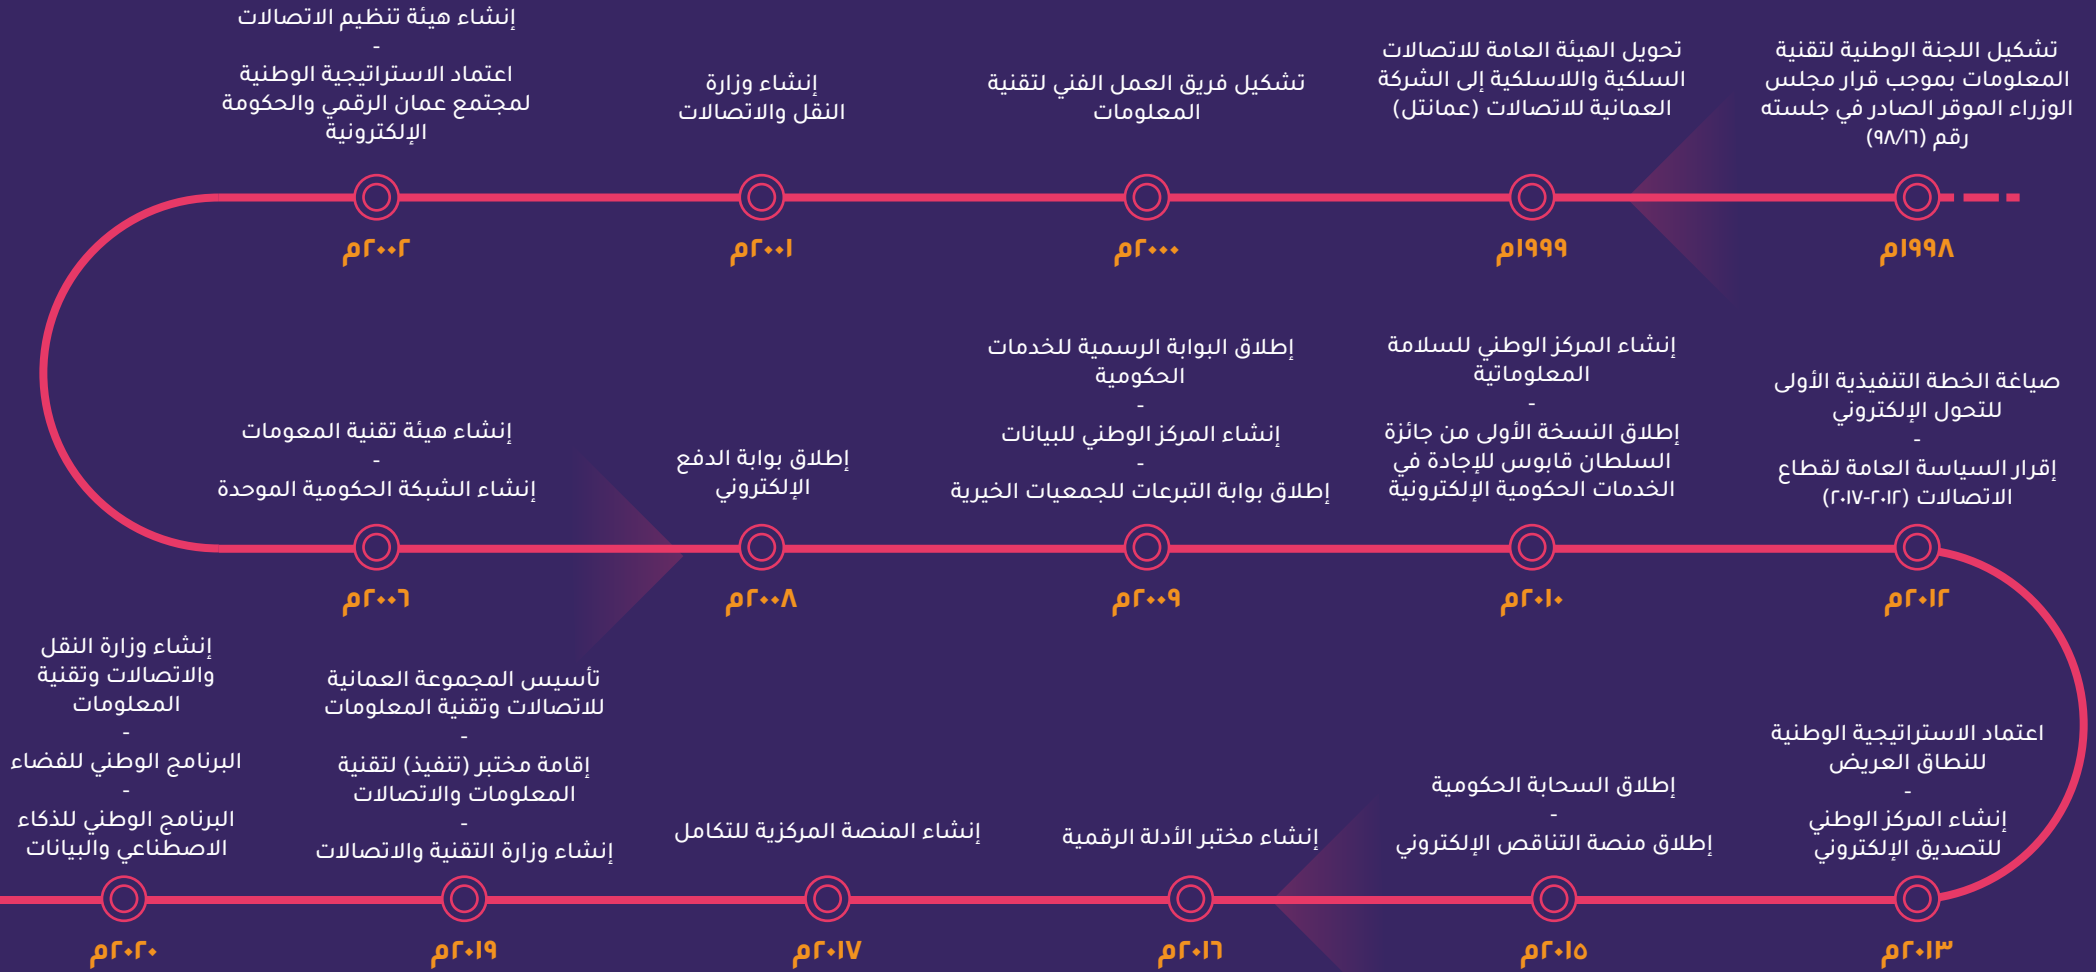 تشكيل اللجنة الوطنية لتقنية
المعلومات بموجب قرار مجلس
الوزراء الموقر الصادر في جلسته
رقم (٩٨/١٦)
١٩٩٨م
تحويل الهيئة العامة للاتصالات
السلكية واللاسلكية إلى الشركة
العمانية للاتصالات (عمانتل)
١٩٩٩م
تشكيل فريق العمل الفني لتقنية
المعلومات
٢٠٠٠م
إنشاء وزارة
النقل والاتصالات
٢٠٠١م
إنشاء هيئة تنظيم الاتصالات
-
اعتماد الاستراتيجية الوطنية
لمجتمع عمان الرقمي والحكومة
الإلكترونية
٢٠٠٢م
إنشاء هيئة تقنية المعومات
-
إنشاء الشبكة الحكومية الموحدة
٢٠٠٦م
إطلاق بوابة الدفع
الإلكتروني
٢٠٠٨م
إطلاق البوابة الرسمية للخدمات
الحكومية
-
إنشاء المركز الوطني للبيانات
-
إطلاق بوابة التبرعات للجمعيات الخيرية
٢٠٠٩م
إنشاء المركز الوطني للسلامة
المعلوماتية
-
إطلاق النسخة الأولى من جائزة
السلطان قابوس للإجادة في
الخدمات الحكومية الإلكترونية
٢٠١٠م
صياغة الخطة التنفيذية الأولى
للتحول الإلكتروني
-
إقرار السياسة العامة لقطاع
الاتصالات (٢٠١٢-٢٠١٧)
٢٠١٢م
اعتماد الاستراتيجية الوطنية
للنطاق العريض
-
إنشاء المركز الوطني
للتصديق الإلكتروني
٢٠١٣م
إطلاق السحابة الحكومية
-
إطلاق منصة التناقص الإلكتروني
٢٠١٥م
إنشاء مختبر الأدلة الرقمية
٢٠١٦م
إنشاء المنصة المركزية للتكامل
٢٠١٧م
تأسيس المجموعة العمانية
للاتصالات وتقنية المعلومات
-
إقامة مختبر (تنفيذ) لتقنية
المعلومات والاتصالات
-
إنشاء وزارة التقنية والاتصالات
٢٠١٩م
إنشاء وزارة النقل
والاتصالات وتقنية
المعلومات
-
البرنامج الوطني للفضاء
-
البرنامج الوطني للذكاء
الاصطناعي والبيانات
٢٠٢٠م